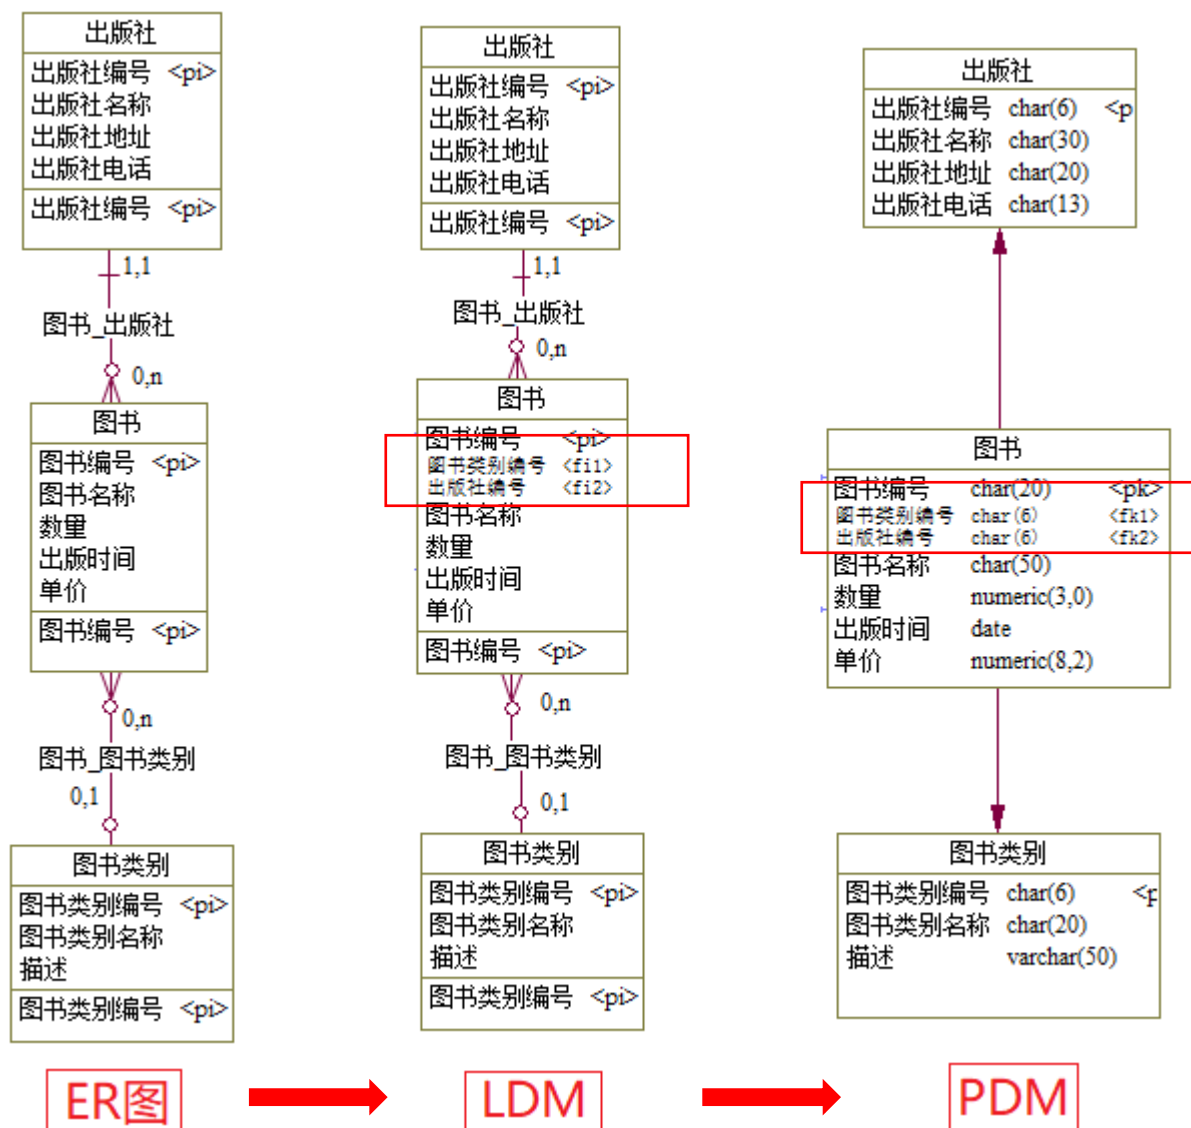 出版社
出版社编号 <pi>
出版社名称
出版社地址
出版社电话
出版社编号 <pi>
1,1
图书_出版社
0,n
图书
图书编号 <pi>
图书名称
数量
出版时间
单价
图书编号 <pi>
0,n
图书_图书类别
0,1
图书类别
图书类别编号 <pi>
图书类别名称
描述
图书类别编号 <pi>
ER图
出版社
出版社编号 <pi>
出版社名称
出版社地址
出版社电话
出版社编号 <pi>
1,1
图书_出版社
0,n
图书
图书编号 <pi>
图书类别编号 <fi1>
出版社编号 <fi2>
图书名称
数量
出版时间
单价
图书编号 <pi>
0,n
图书_图书类别
0,1
图书类别
图书类别编号 <pi>
图书类别名称
描述
图书类别编号 <pi>
LDM
出版社
出版社编号 char(6) <p
出版社名称 char(30)
出版社地址 char(20)
出版社电话 char(13)
图书
图书编号 char(20) <pk>
图书类别编号 char(6) <fk1>
出版社编号 char(6) <fk2>
图书名称 char(50)
数量 numeric(3,0)
出版时间 date
单价 numeric(8,2)
图书类别
图书类别编号 char(6) <p
图书类别名称 char(20)
描述 varchar(50)
PDM